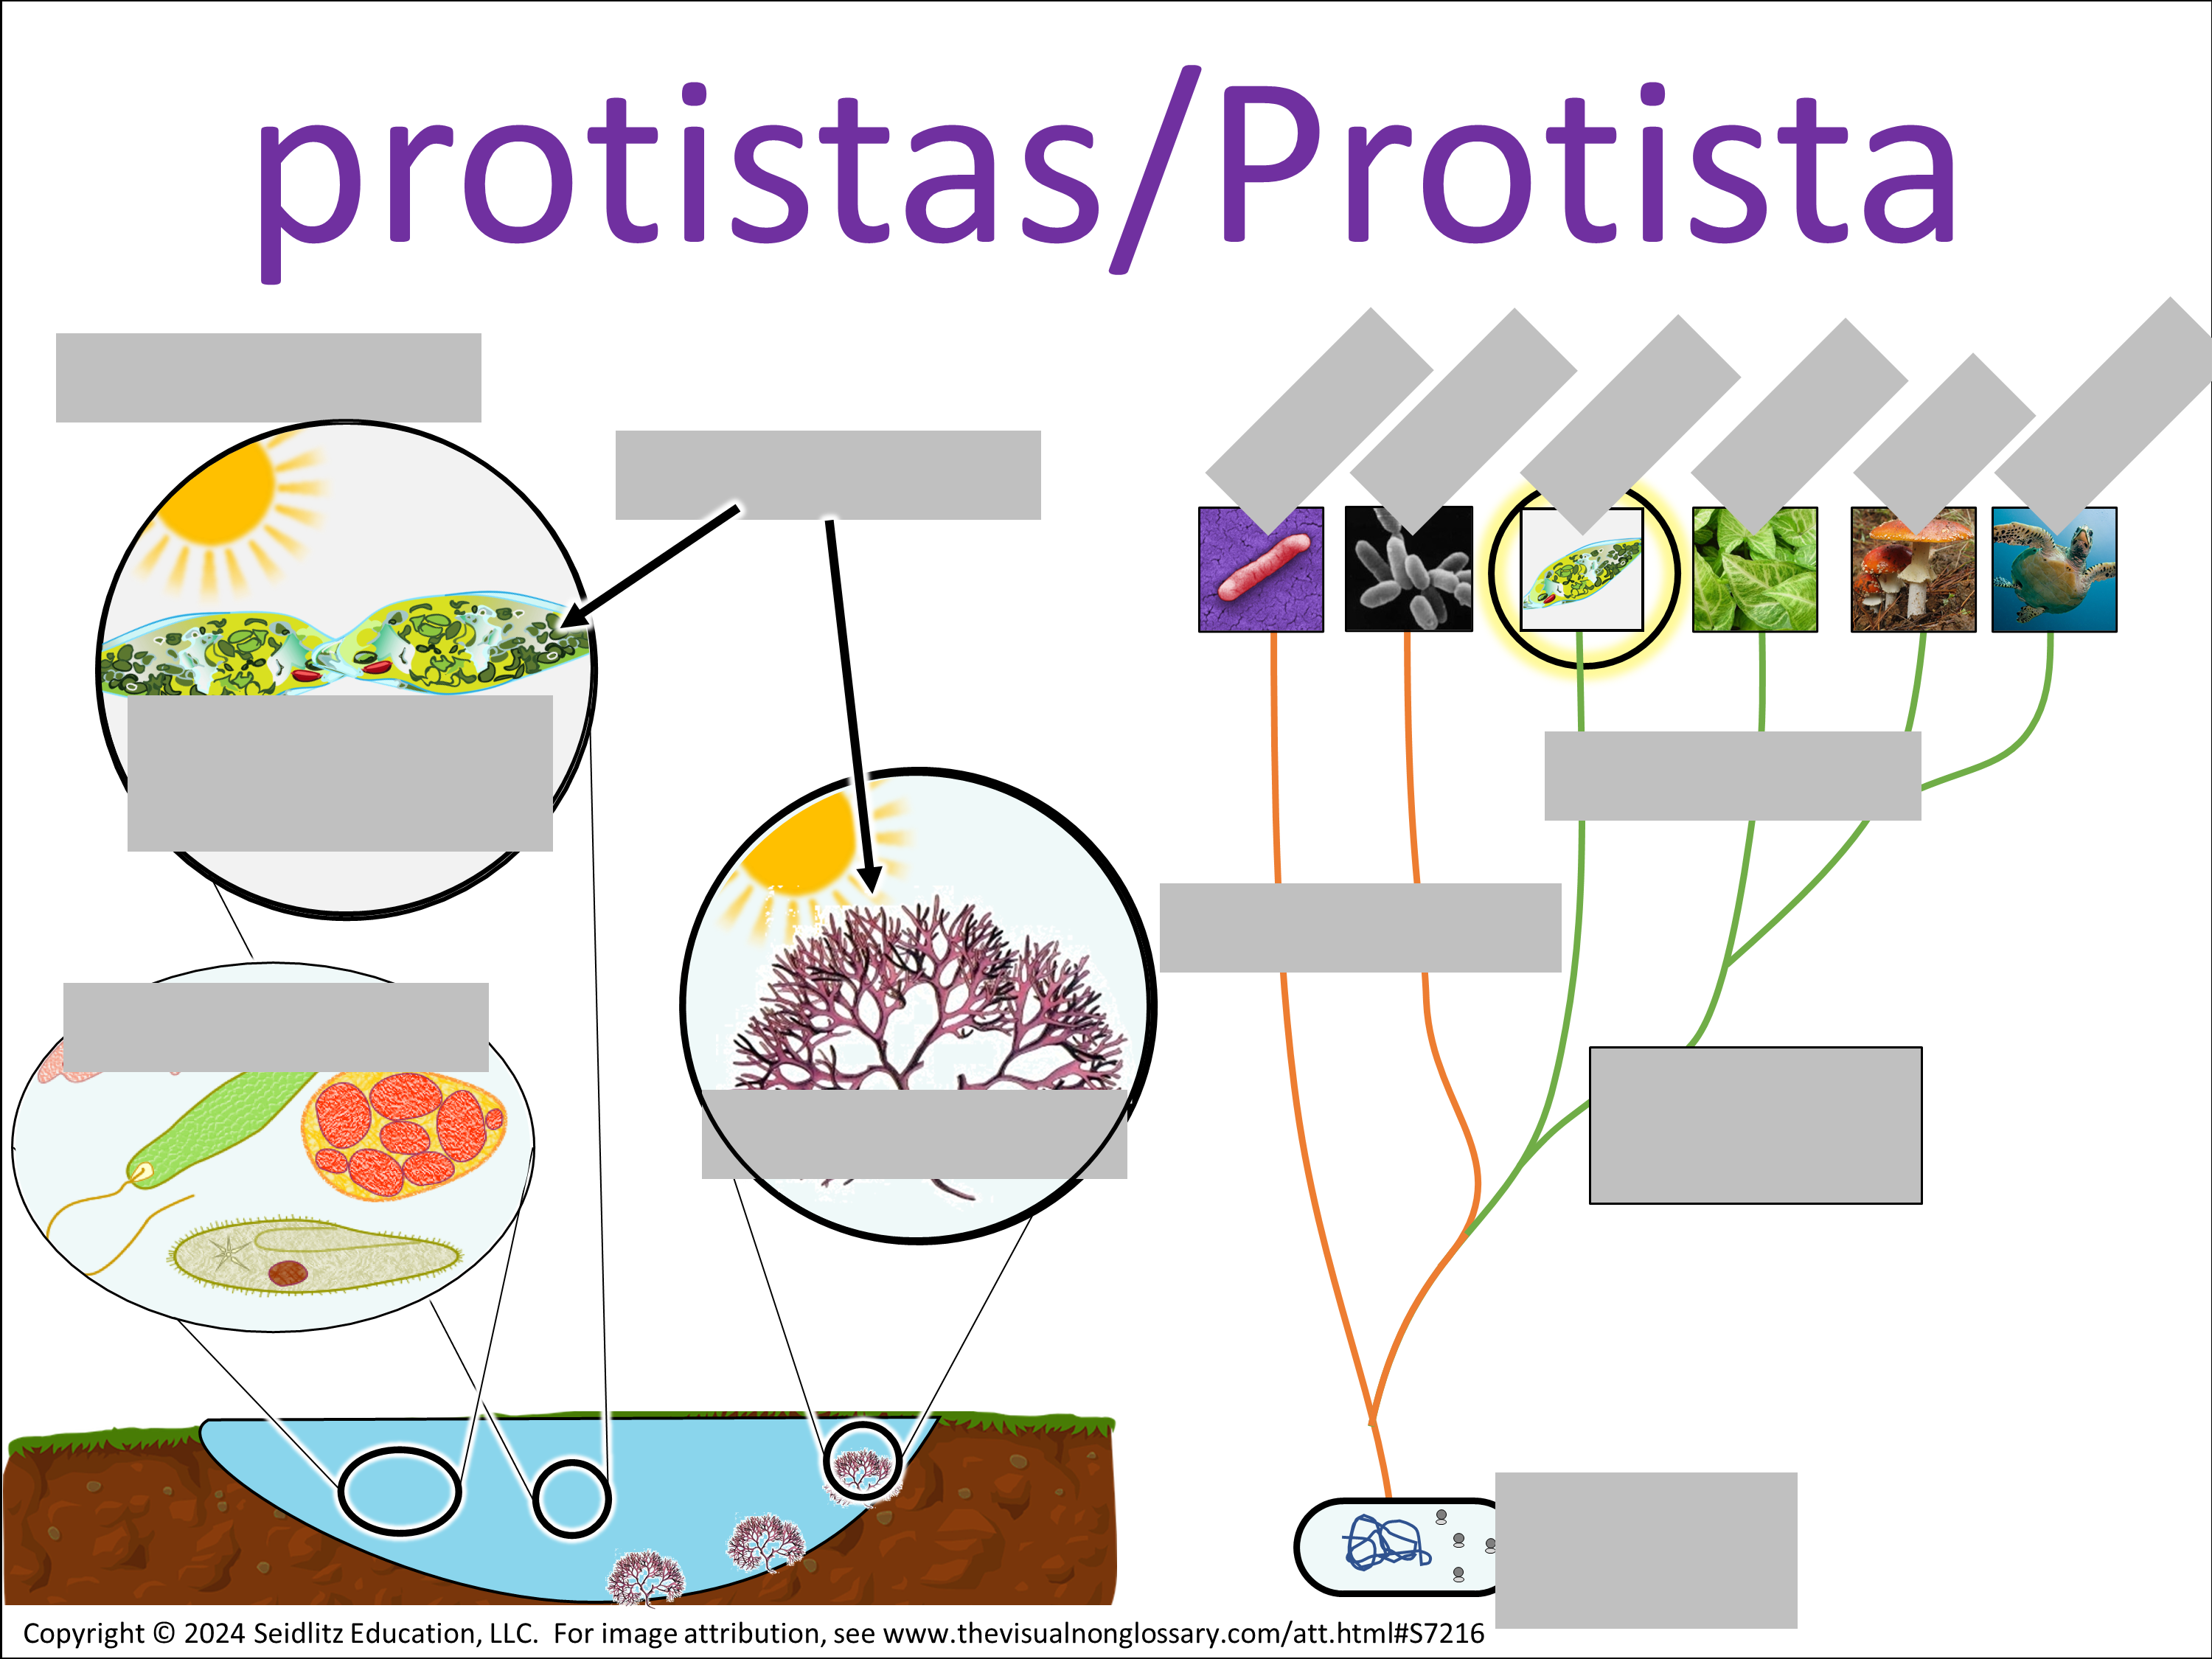 protistas/Protista
Copyright © 2024 Seidlitz Education, LLC.  For image attribution, see www.thevisualnonglossary.com/att.html#S7216